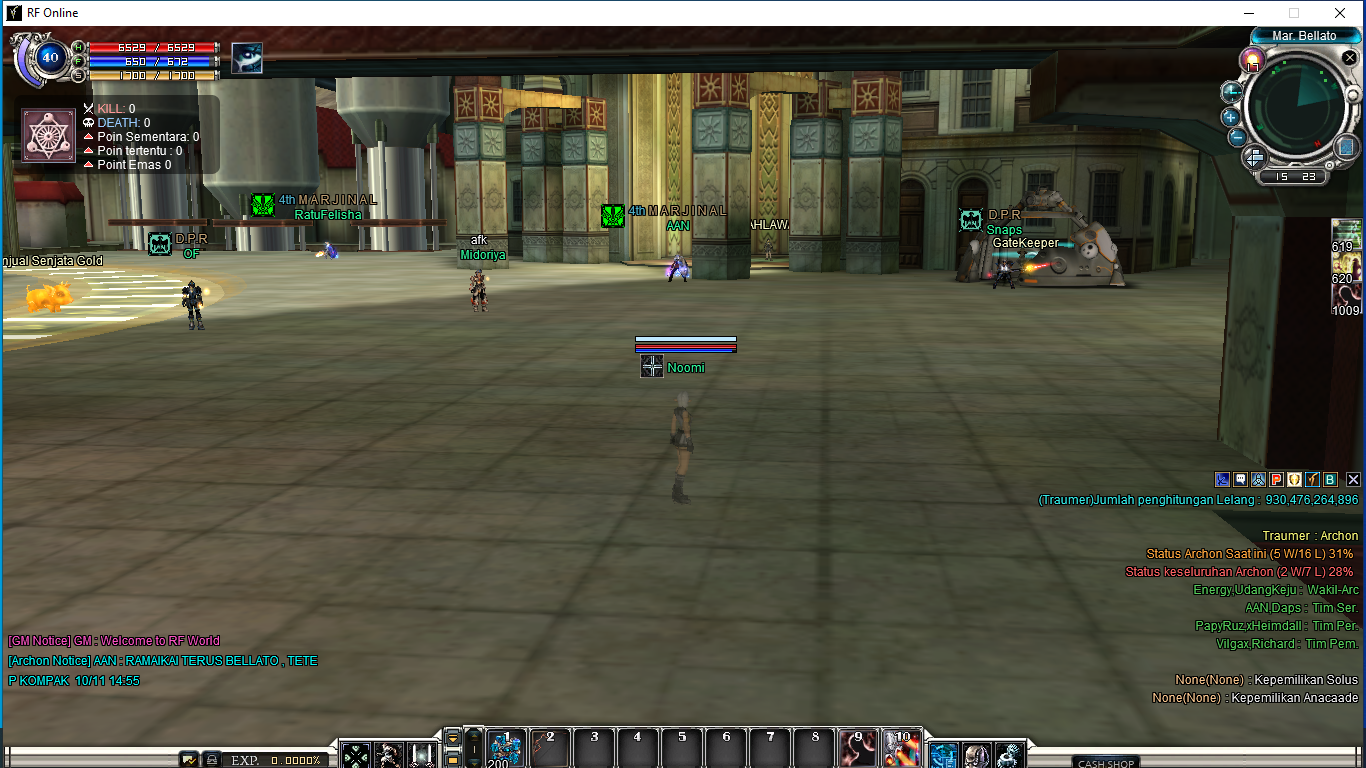 RF Online
40
H 6529 / 6529
F 650 / 672
S 1700 / 1700
KILL: 0
DEATH: 0
Poin Sementara: 0
Poin tertentu : 0
Point Emas 0
Mar. Bellato
17
15 23
4th M A R J I N A L
RatuFelisha
4th M A R J I N A L
AAN
AHLAWA
D.P.R
Snaps
GateKeeper
D.P.R
OF
afk
Midoriya
njual Senjata Gold
619
620
1009
Noomi
P
B
(Traumer)Jumlah penghitungan Lelang : 930,476,264,896
Traumer : Archon
Status Archon Saat ini (5 W/16 L) 31%
Status keseluruhan Archon (2 W/7 L) 28%
Energy,UdangKeju : Wakil-Arc
AAN,Daps : Tim Ser.
PapyRuz,xHeimdall : Tim Per.
Vilgax,Richard : Tim Pem.
None(None) : Kepemilikan Solus
None(None) : Kepemilikan Anacaade
[GM Notice] GM : Welcome to RF World
[Archon Notice] AAN : RAMAIKAI TERUS BELLATO , TETE
P KOMPAK 10/11 14:55
1 2 3 4 5 6 7 8 9 10
200
EXP. 0.0000%
CASH SHOP